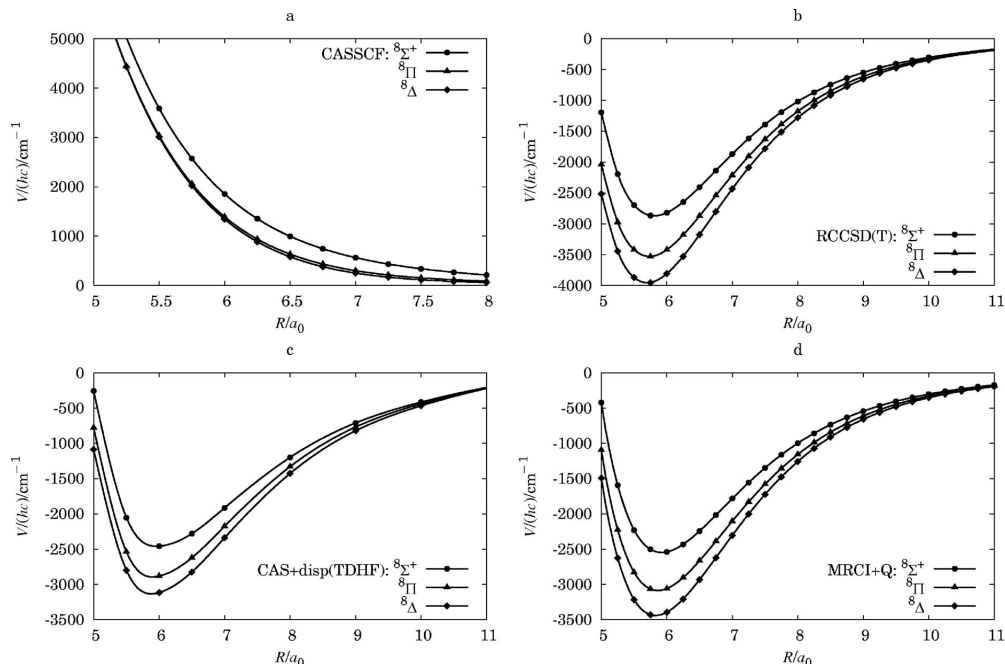 a
V/(hc)/cm⁻¹
5000
4000
3000
2000
1000
0
CASSCF: ⁸Σ⁺
⁸Π
⁸Δ
5 5.5 6 6.5 7 7.5 8
R/a₀
b
V/(hc)/cm⁻¹
0
-500
-1000
-1500
-2000
-2500
-3000
-3500
-4000
RCCSD(T): ⁸Σ⁺
⁸Π
⁸Δ
5 6 7 8 9 10 11
R/a₀
c
V/(hc)/cm⁻¹
0
-500
-1000
-1500
-2000
-2500
-3000
-3500
CAS+disp(TDHF): ⁸Σ⁺
⁸Π
⁸Δ
5 6 7 8 9 10 11
R/a₀
d
V/(hc)/cm⁻¹
0
-500
-1000
-1500
-2000
-2500
-3000
-3500
MRCI+Q: ⁸Σ⁺
⁸Π
⁸Δ
5 6 7 8 9 10 11
R/a₀